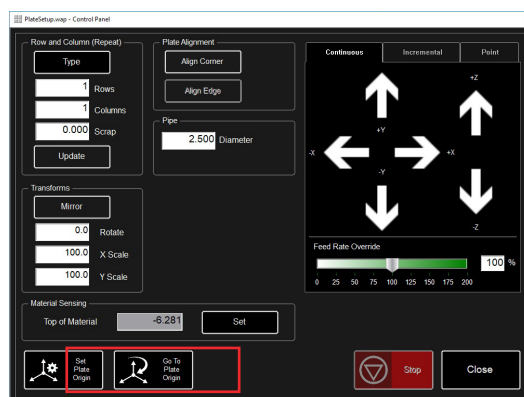 PlateSetup.wap - Control Panel
Row and Column (Repeat)
Type
1 Rows
1 Columns
0.000 Scrap
Update
Plate Alignment
Align Corner
Align Edge
Pipe
2.500 Diameter
Transforms
Mirror
0.0 Rotate
100.0 X Scale
100.0 Y Scale
Material Sensing
Top of Material -6.281 Set
Set
Plate
Origin
Go To
Plate
Origin
Continuous Incremental Point
+Z
+Y
-X +X
-Y
-Z
Feed Rate Override
100 %
0 25 50 75 100 125 150 175 200
Stop
Close